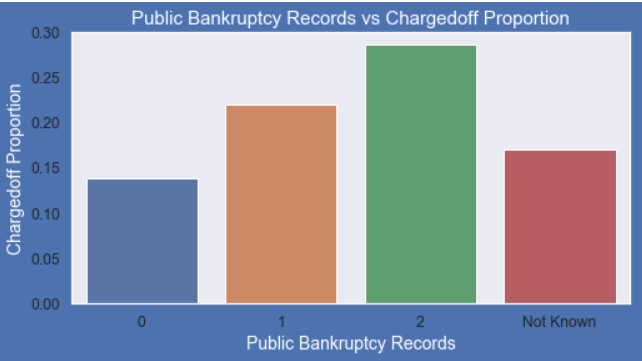 Public Bankruptcy Records vs Chargedoff Proportion
0.30
0.25
0.20
0.15
0.10
0.05
0.00
Chargedoff Proportion
0 1 2 Not Known
Public Bankruptcy Records